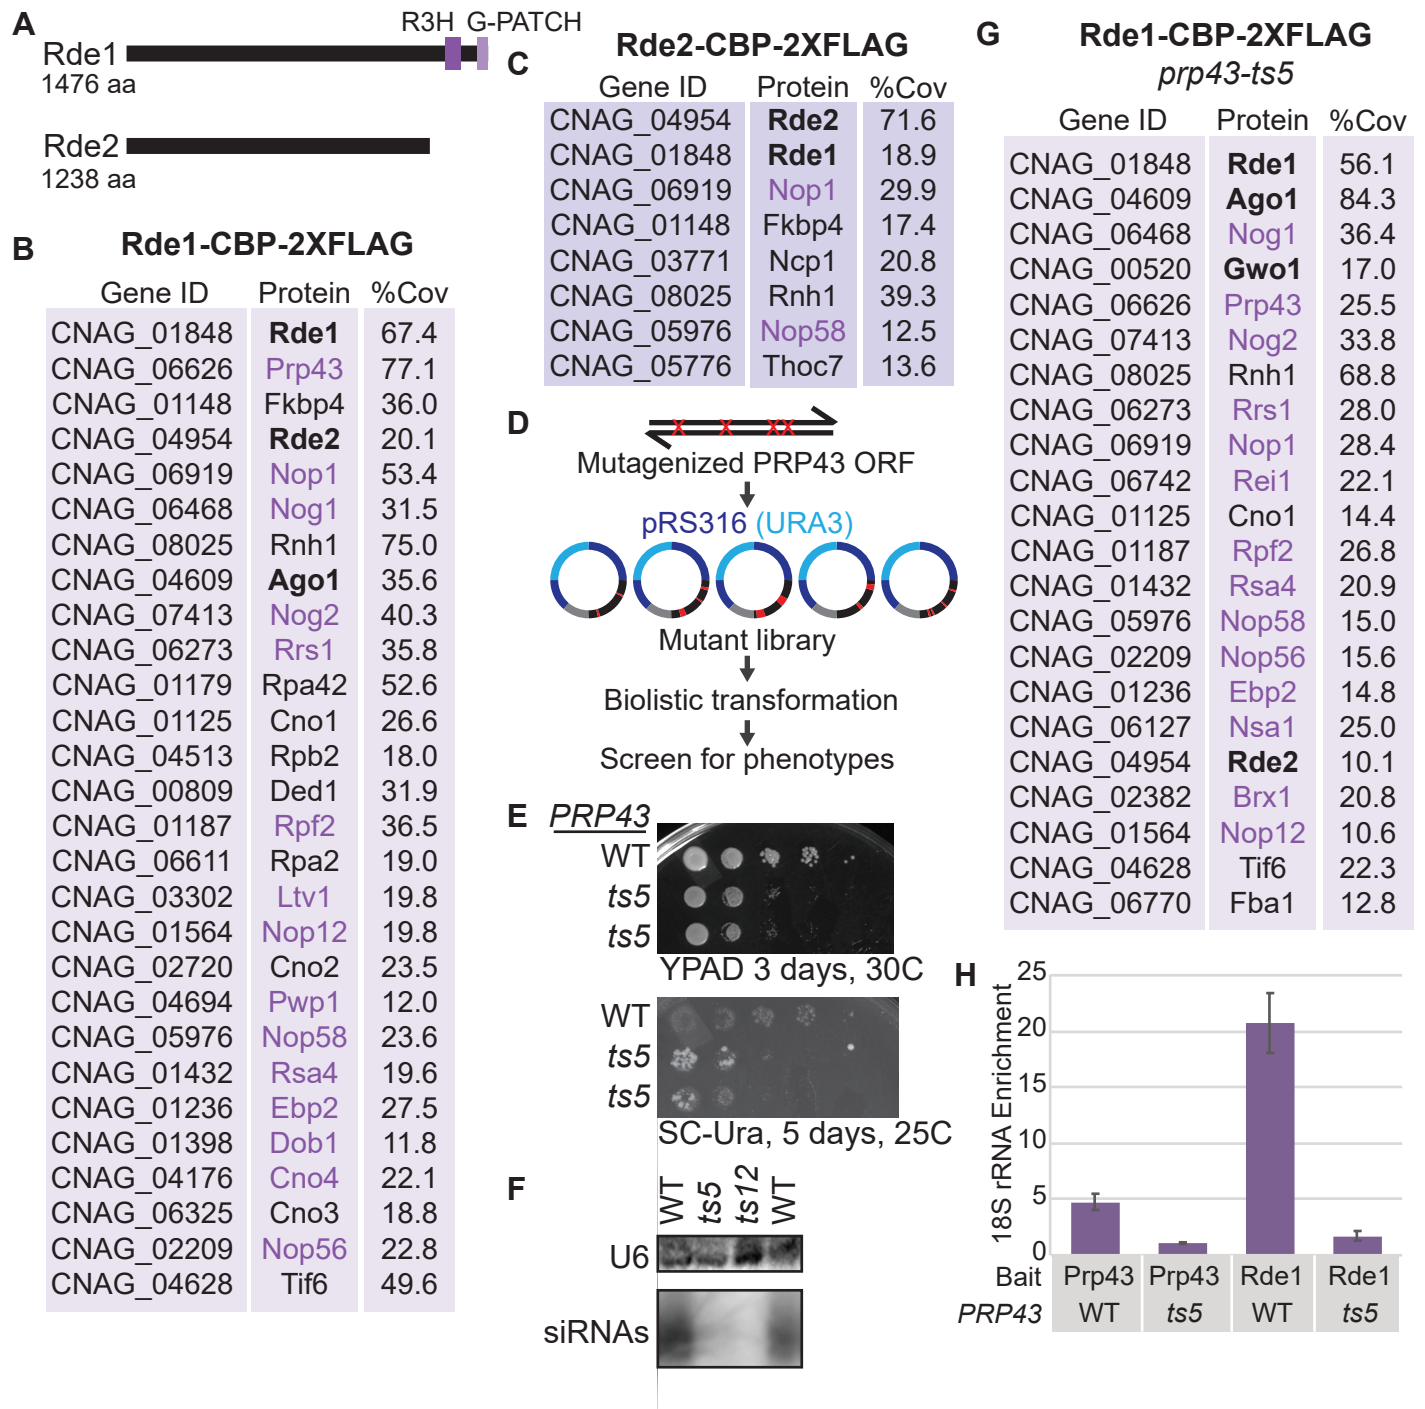 A
R3H G-PATCH
Rde1
1476 aa
Rde2
1238 aa
B
Rde1-CBP-2XFLAG
Gene ID Protein %Cov
CNAG_01848 Rde1 67.4
CNAG_06626 Prp43 77.1
CNAG_01148 Fkbp4 36.0
CNAG_04954 Rde2 20.1
CNAG_06919 Nop1 53.4
CNAG_06468 Nog1 31.5
CNAG_08025 Rnh1 75.0
CNAG_04609 Ago1 35.6
CNAG_07413 Nog2 40.3
CNAG_06273 Rrs1 35.8
CNAG_01179 Rpa42 52.6
CNAG_01125 Cno1 26.6
CNAG_04513 Rpb2 18.0
CNAG_00809 Ded1 31.9
CNAG_01187 Rpf2 36.5
CNAG_06611 Rpa2 19.0
CNAG_03302 Ltv1 19.8
CNAG_01564 Nop12 19.8
CNAG_02720 Cno2 23.5
CNAG_04694 Pwp1 12.0
CNAG_05976 Nop58 23.6
CNAG_01432 Rsa4 19.6
CNAG_01236 Ebp2 27.5
CNAG_01398 Dob1 11.8
CNAG_04176 Cno4 22.1
CNAG_06325 Cno3 18.8
CNAG_02209 Nop56 22.8
CNAG_04628 Tif6 49.6
C
Rde2-CBP-2XFLAG
Gene ID Protein %Cov
CNAG_04954 Rde2 71.6
CNAG_01848 Rde1 18.9
CNAG_06919 Nop1 29.9
CNAG_01148 Fkbp4 17.4
CNAG_03771 Ncp1 20.8
CNAG_08025 Rnh1 39.3
CNAG_05976 Nop58 12.5
CNAG_05776 Thoc7 13.6
D
Mutagenized PRP43 ORF
pRS316 (URA3)
Mutant library
Biolistic transformation
Screen for phenotypes
E
PRP43
WT
ts5
ts5
YPAD 3 days, 30C
WT
ts5
ts5
SC-Ura, 5 days, 25C
F
WT ts5 ts12 WT
U6
siRNAs
G
Rde1-CBP-2XFLAG
prp43-ts5
Gene ID Protein %Cov
CNAG_01848 Rde1 56.1
CNAG_04609 Ago1 84.3
CNAG_06468 Nog1 36.4
CNAG_00520 Gwo1 17.0
CNAG_06626 Prp43 25.5
CNAG_07413 Nog2 33.8
CNAG_08025 Rnh1 68.8
CNAG_06273 Rrs1 28.0
CNAG_06919 Nop1 28.4
CNAG_06742 Rei1 22.1
CNAG_01125 Cno1 14.4
CNAG_01187 Rpf2 26.8
CNAG_01432 Rsa4 20.9
CNAG_05976 Nop58 15.0
CNAG_02209 Nop56 15.6
CNAG_01236 Ebp2 14.8
CNAG_06127 Nsa1 25.0
CNAG_04954 Rde2 10.1
CNAG_02382 Brx1 20.8
CNAG_01564 Nop12 10.6
CNAG_04628 Tif6 22.3
CNAG_06770 Fba1 12.8
H
18S rRNA Enrichment
25
20
15
10
5
0
Bait Prp43 Prp43 Rde1 Rde1
PRP43 WT ts5 WT ts5